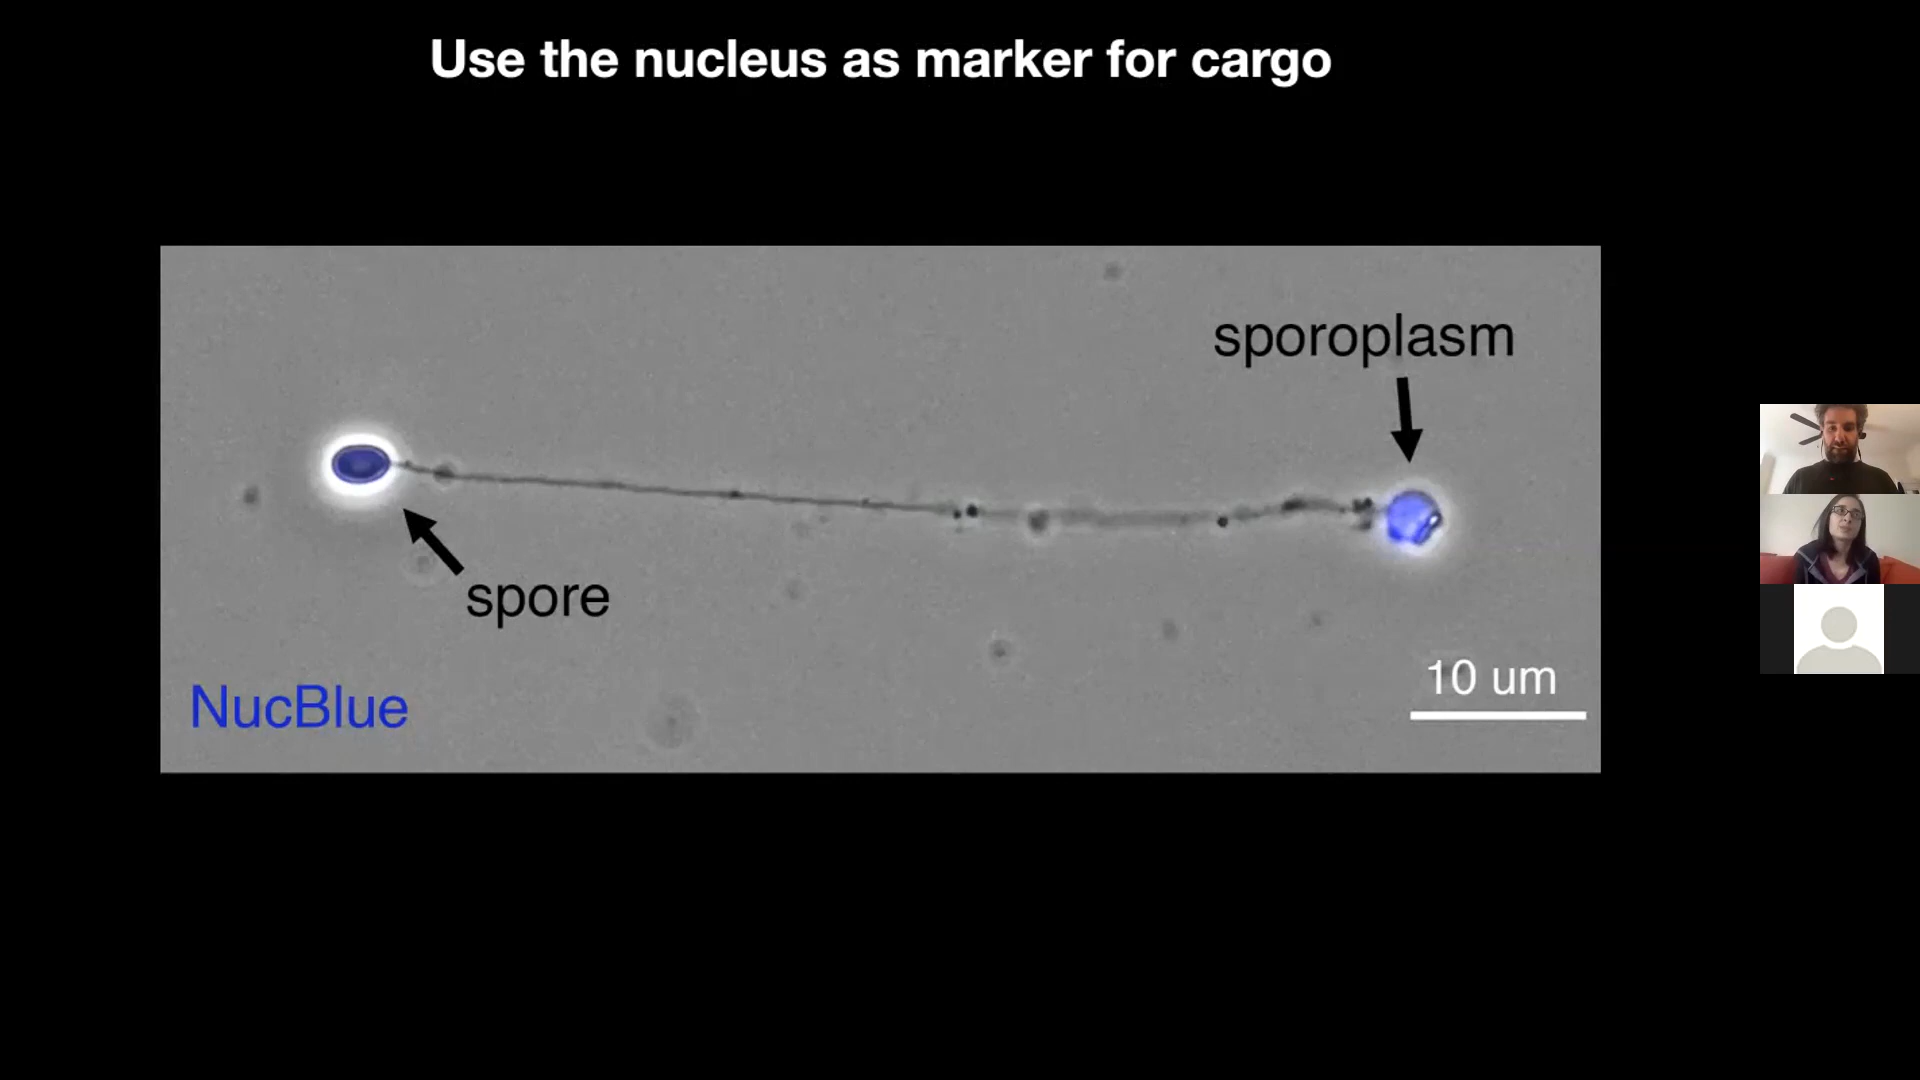 Use the nucleus as marker for cargo
sporoplasm
spore
NucBlue
10 um